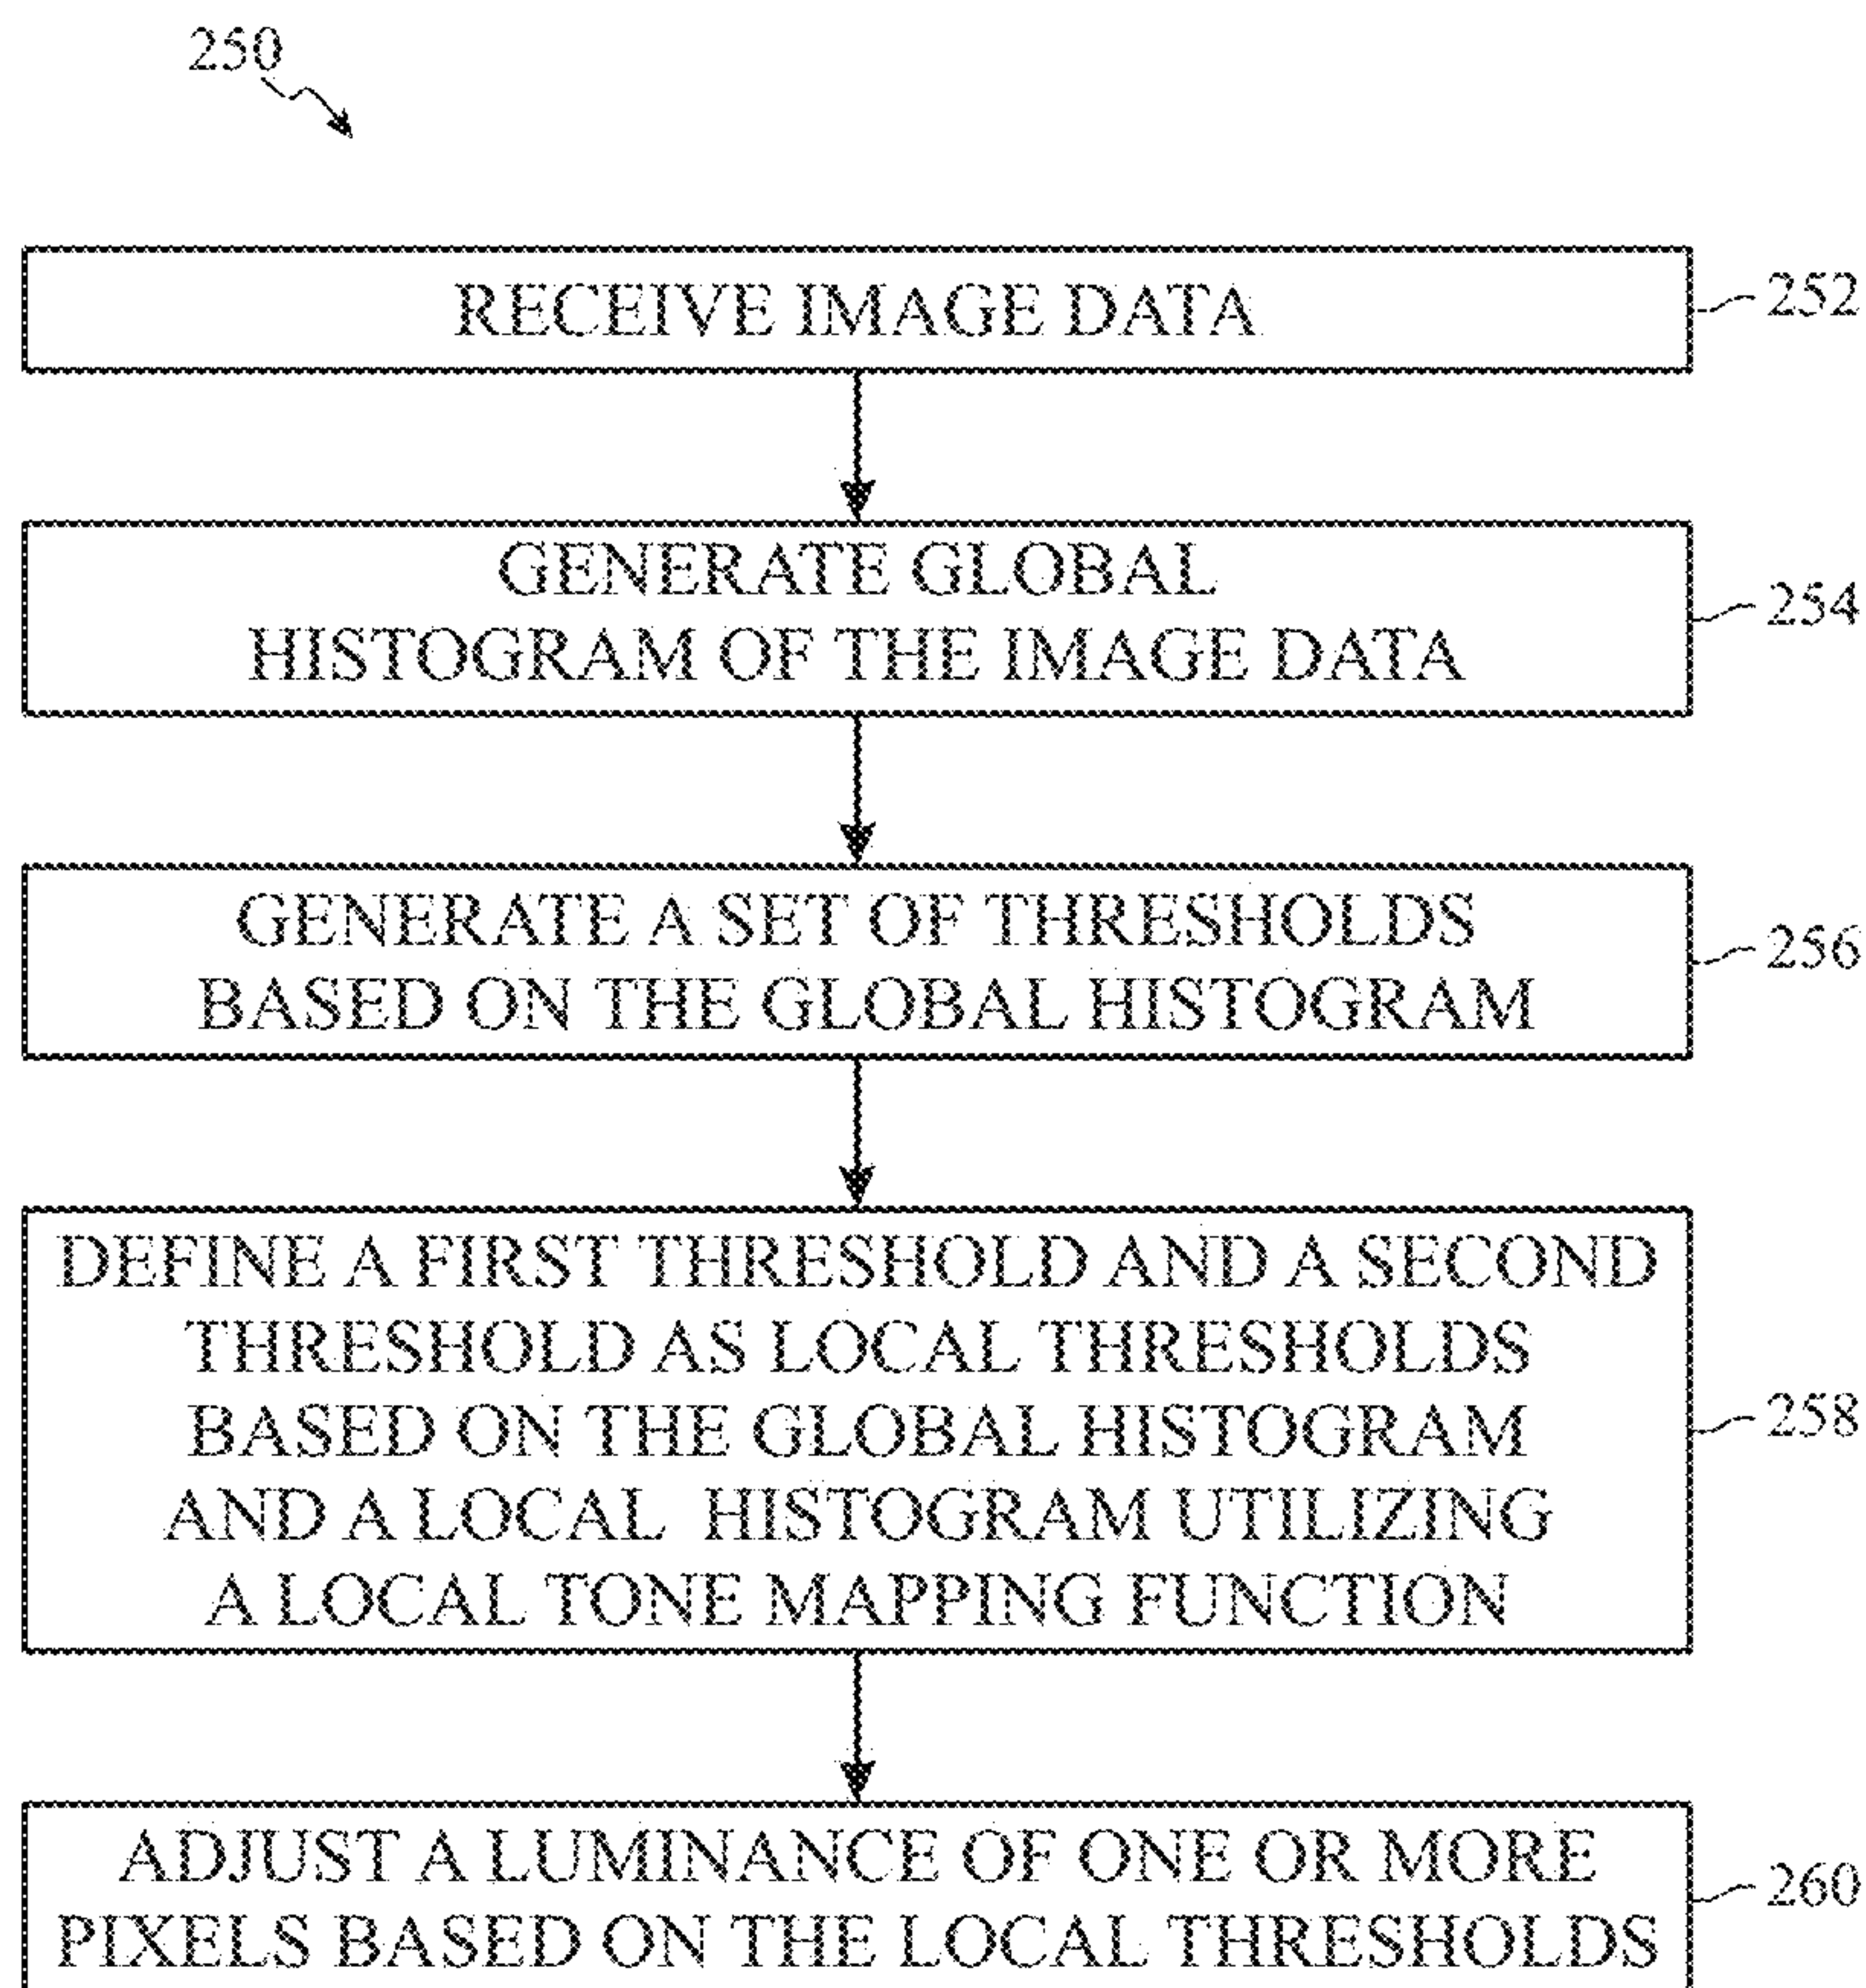 250
RECEIVE IMAGE DATA
252
GENERATE GLOBAL
HISTOGRAM OF THE IMAGE DATA
254
GENERATE A SET OF THRESHOLDS
BASED ON THE GLOBAL HISTOGRAM
256
DEFINE A FIRST THRESHOLD AND A SECOND
THRESHOLD AS LOCAL THRESHOLDS
BASED ON THE GLOBAL HISTOGRAM
AND A LOCAL HISTOGRAM UTILIZING
A LOCAL TONE MAPPING FUNCTION
258
ADJUST A LUMINANCE OF ONE OR MORE
PIXELS BASED ON THE LOCAL THRESHOLDS
260